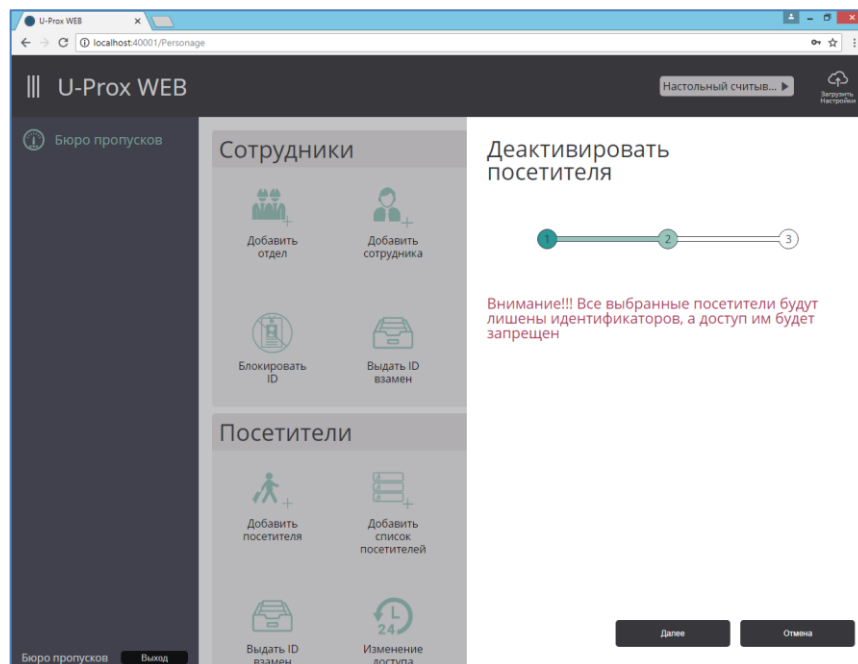 U-Prox WEB
localhost:40001/Personage
U-Prox WEB
Настольный считыв...
Загрузить
Настройки
Бюро пропусков
Сотрудники
Добавить
отдел
Добавить
сотрудника
Блокировать
ID
Выдать ID
взамен
Посетители
Добавить
посетителя
Добавить
список
посетителей
Выдать ID
взамен
24
Изменение
доступа
Деактивировать
посетителя
1
2
3
Внимание!!! Все выбранные посетители будут
лишены идентификаторов, а доступ им будет
запрещен
Далее
Отмена
Бюро пропусков
Выход